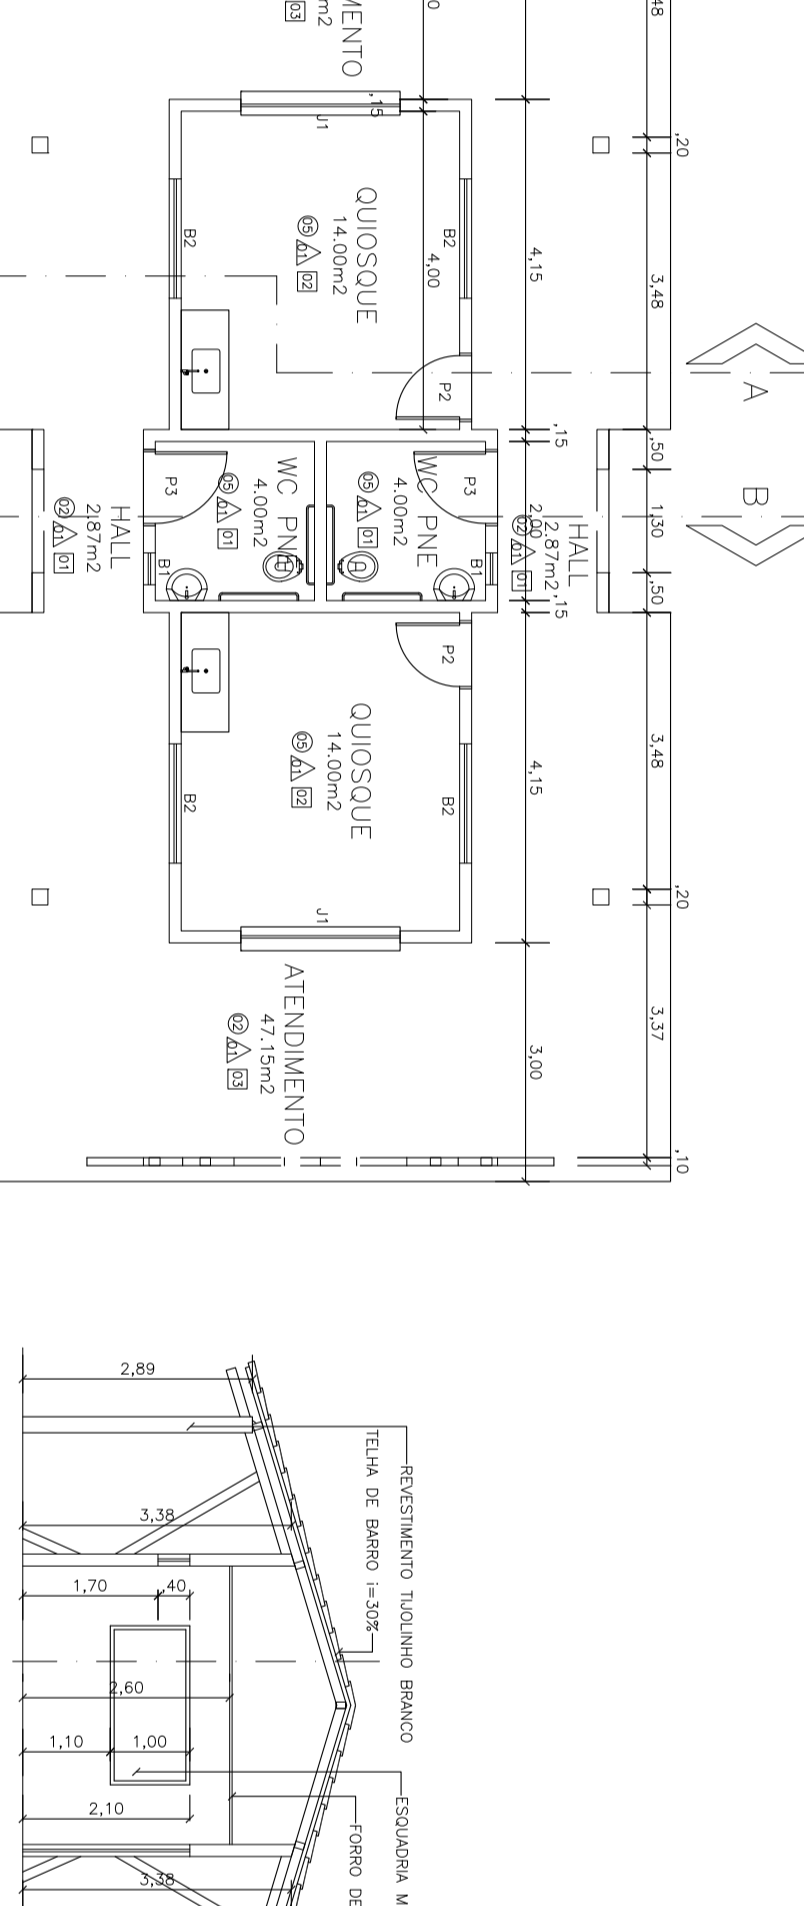 MENTO
m2
03
0
,48
,15
J1
,20
QUIOSQUE
14.00m2
05 01 02
B2
B2
4,00
4,15
3,48
P2
A
,15
,50
WC PNE
4.00m2
05 01 01
P3
WC PNE
4.00m2
05 01 01
P3
B1
B1
HALL
2.87m2
02 01 01
2,00
HALL
2.87m2
02 01 01
,15
1,30
,50
B
P2
QUIOSQUE
14.00m2
05 01 02
B2
B2
4,15
3,48
J1
,20
ATENDIMENTO
47.15m2
02 01 03
3,00
3,37
,10
2,89
REVESTIMENTO TIJOLINHO BRANCO
TELHA DE BARRO i=30%
3,38
1,70
,40
2,60
1,10
1,00
2,10
ESQUADRIA M
FORRO DE
3,38